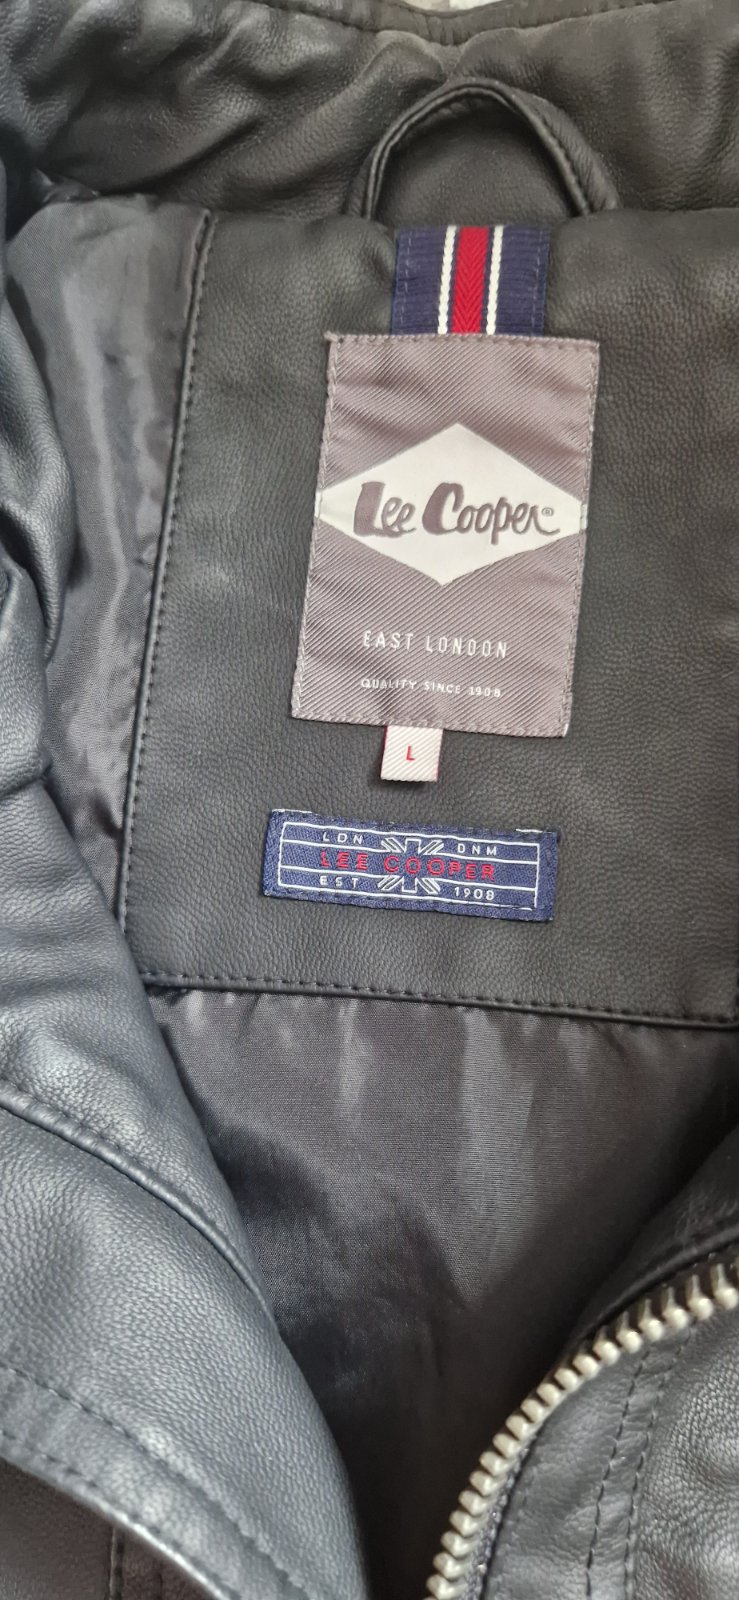 Lee Cooper®
EAST LONDON
QUALITY SINCE 1908
L
LDN DNM
LEE COOPER
EST 1908